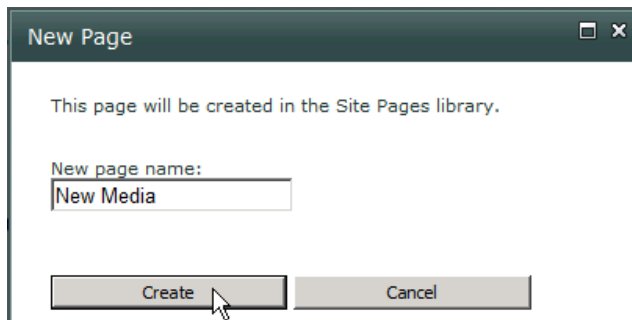 New Page
This page will be created in the Site Pages library.
New page name:
New Media
Create
Cancel